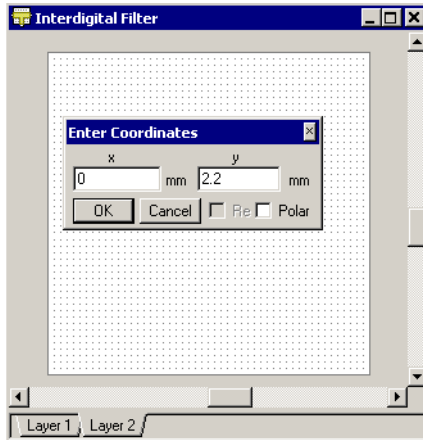 Interdigital Filter
Enter Coordinates
x y
0 mm 2.2 mm
OK Cancel Re Polar
Layer 1 Layer 2